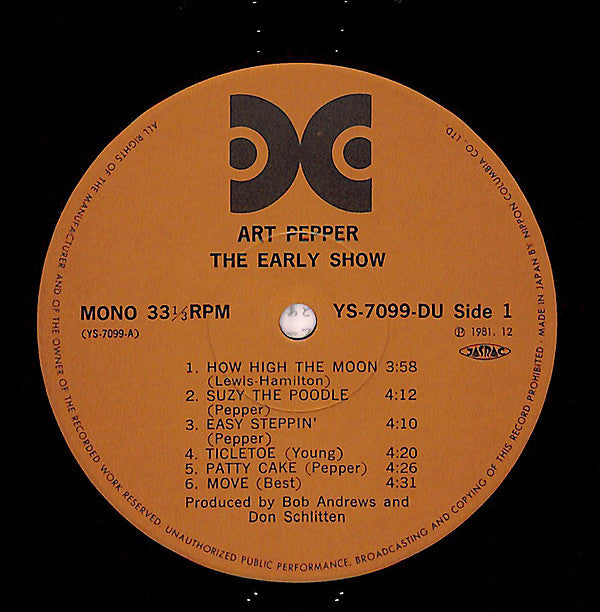 ART PEPPER
THE EARLY SHOW
MONO 33⅓RPM
(YS-7099-A)
YS-7099-DU Side 1
Ⓟ 1981. 12
JASRAC
1. HOW HIGH THE MOON 3:58
(Lewis-Hamilton)
2. SUZY THE POODLE 4:12
(Pepper)
3. EASY STEPPIN' 4:10
(Pepper)
4. TICLETOE (Young) 4:20
5. PATTY CAKE (Pepper) 4:26
6. MOVE (Best) 4:31
Produced by Bob Andrews and
Don Schlitten
ALL RIGHTS OF THE MANUFACTURER AND OF THE OWNER OF THE RECORDED WORK RESERVED. UNAUTHORIZED PUBLIC PERFORMANCE, BROADCASTING AND COPYING OF THIS RECORD PROHIBITED · MADE IN JAPAN BY NIPPON COLUMBIA CO., LTD.